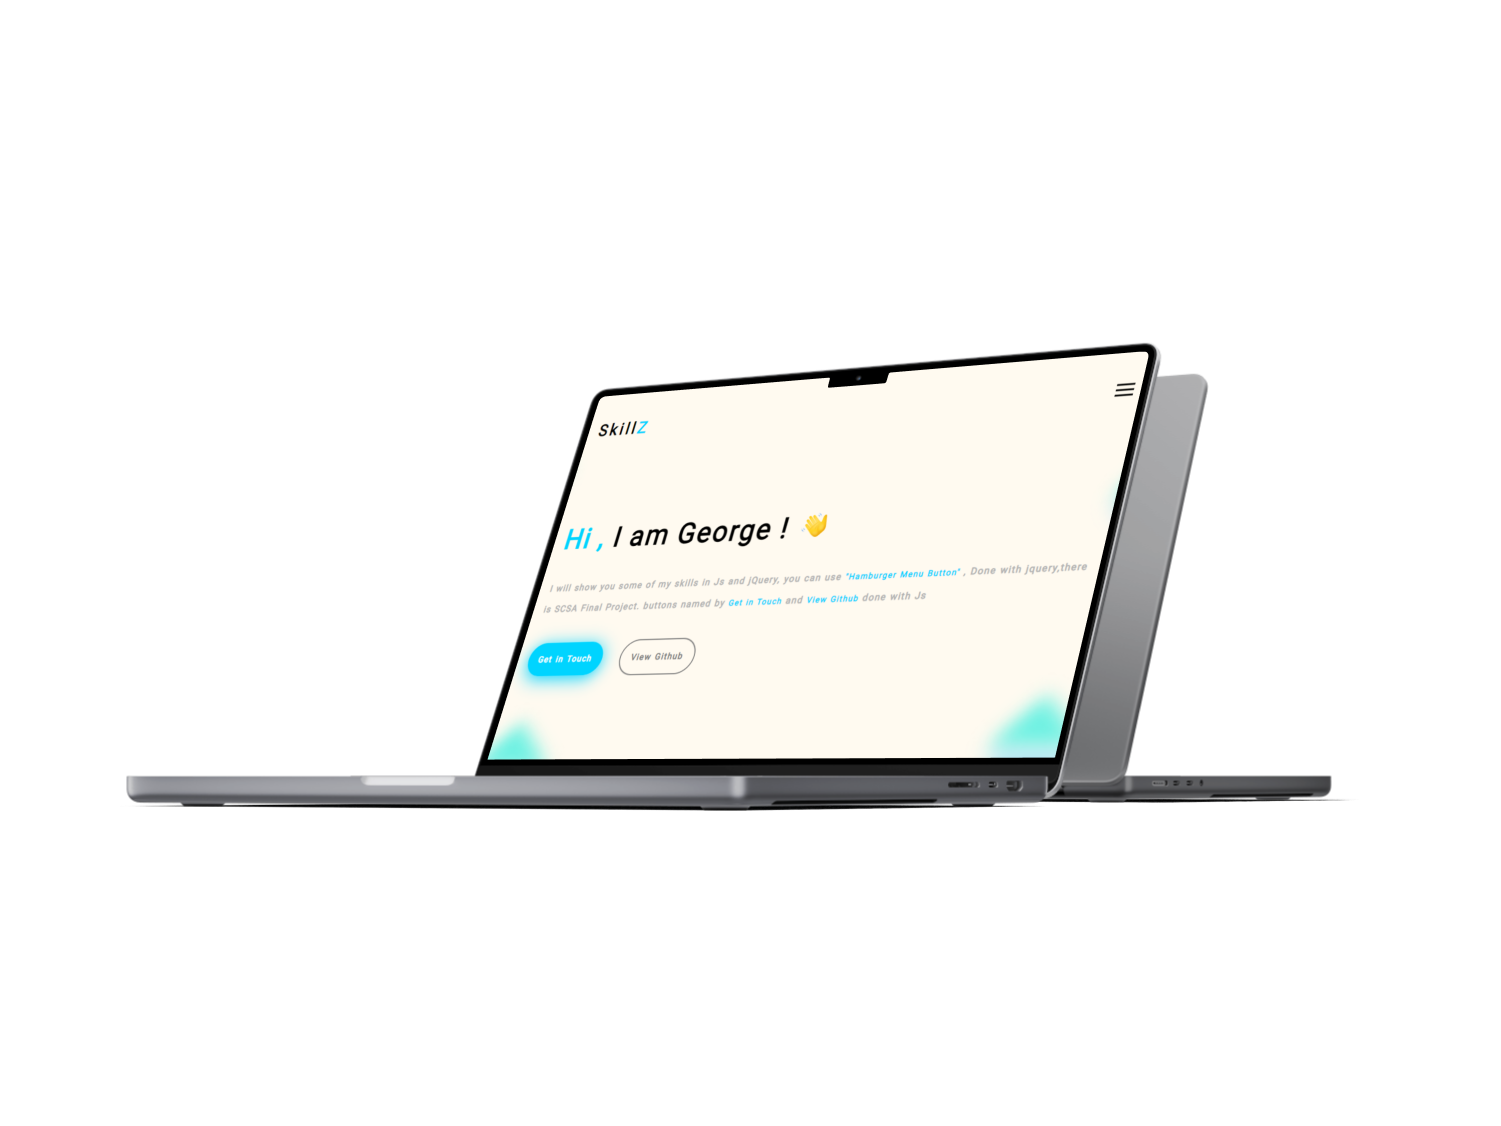 SkillZ
Hi , I am George ! 👋
I will show you some of my skills in Js and jQuery, you can use "Hamburger Menu Button" , Done with jquery,there
is SCSA Final Project. buttons named by Get in Touch and View Github done with Js
Get In Touch
View Github